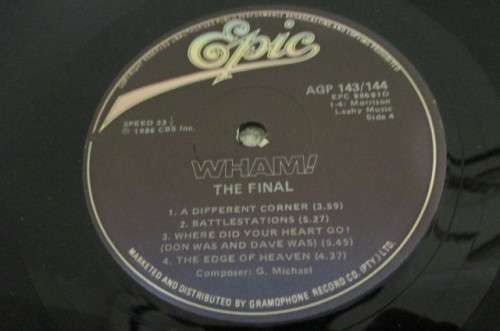 Epic
AGP 143/144
EPC 88681D
1-4: Morrison
Leahy Music
Side 4
SPEED 33⅓
℗ 1986 CBS Inc.
WHAM!
THE FINAL
1. A DIFFERENT CORNER (3.59)
2. BATTLESTATIONS (5.27)
3. WHERE DID YOUR HEART GO!
(DON WAS AND DAVE WAS) (5.45)
4. THE EDGE OF HEAVEN (4.37)
Composer: G. Michael
MARKETED AND DISTRIBUTED BY GRAMOPHONE RECORD CO. (PTY) LTD.